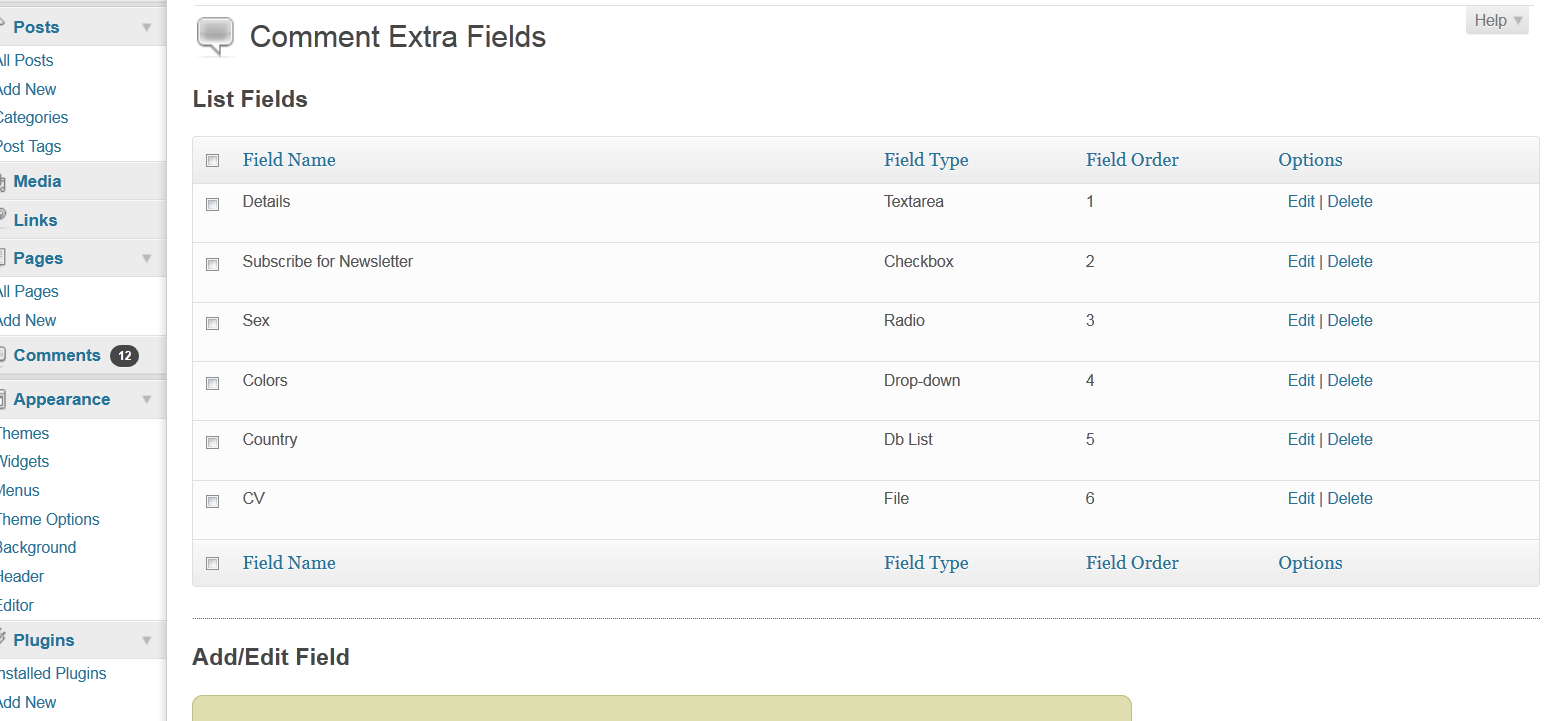 Posts
All Posts
Add New
Categories
Post Tags
Media
Links
Pages
All Pages
Add New
Comments 12
Appearance
Themes
Widgets
Menus
Theme Options
Background
Header
Editor
Plugins
Installed Plugins
Add New
Help
Comment Extra Fields
List Fields
Field Name Field Type Field Order Options
Details Textarea 1 Edit | Delete
Subscribe for Newsletter Checkbox 2 Edit | Delete
Sex Radio 3 Edit | Delete
Colors Drop-down 4 Edit | Delete
Country Db List 5 Edit | Delete
CV File 6 Edit | Delete
Field Name Field Type Field Order Options
Add/Edit Field